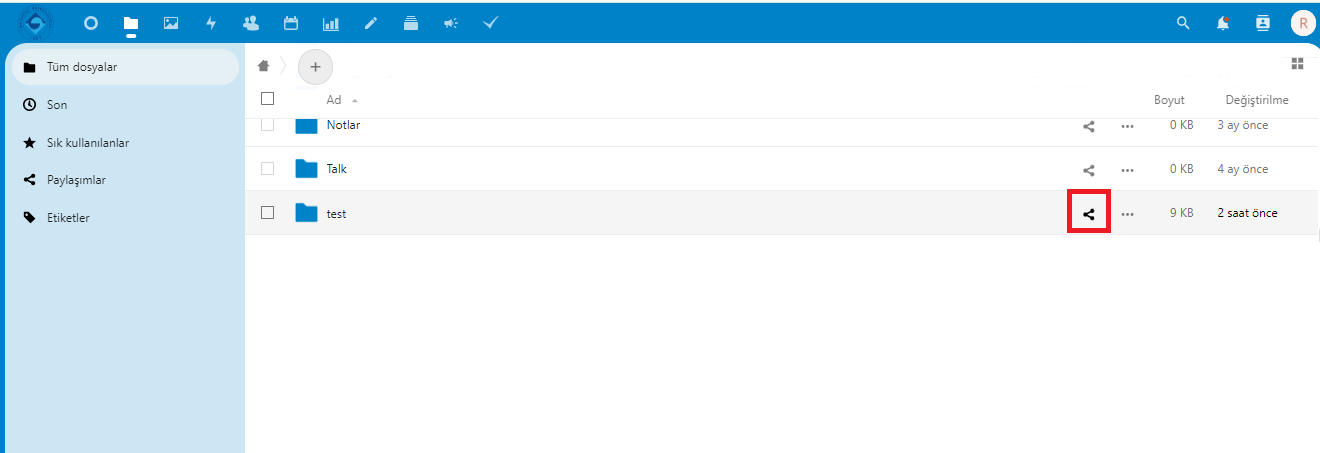 R
Tüm dosyalar
Son
Sık kullanılanlar
Paylaşımlar
Etiketler
Ad Boyut Değiştirilme
Notlar 0 KB 3 ay önce
Talk 0 KB 4 ay önce
test 9 KB 2 saat önce